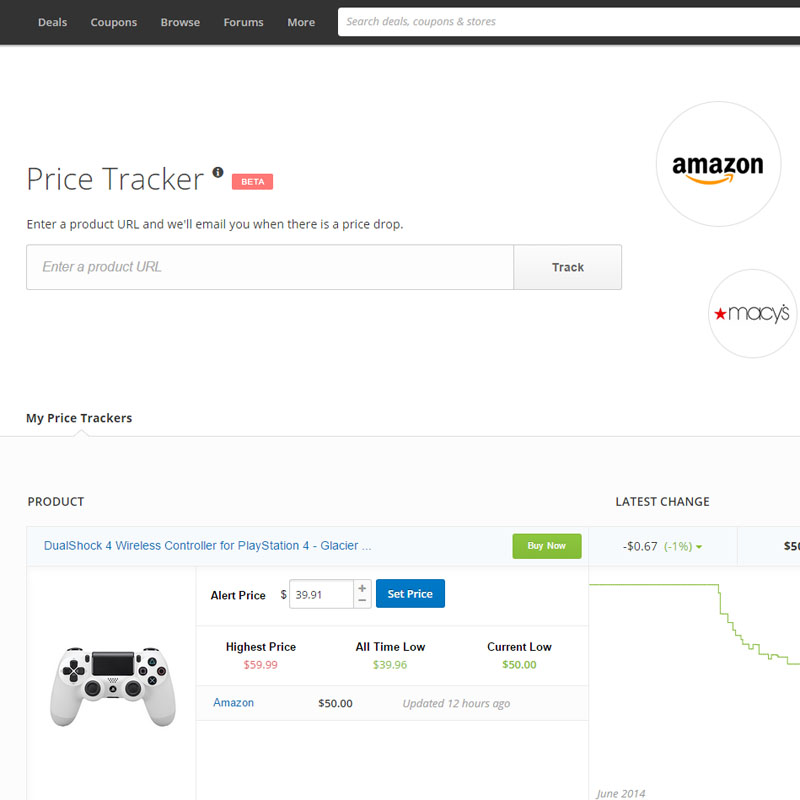 Deals Coupons Browse Forums More Search deals, coupons & stores
amazon
Price Tracker BETA
Enter a product URL and we'll email you when there is a price drop.
Enter a product URL Track
★macy's
My Price Trackers
PRODUCT LATEST CHANGE
DualShock 4 Wireless Controller for PlayStation 4 - Glacier ... Buy Now -$0.67 (-1%)
Alert Price $ 39.91 + − Set Price
Highest Price All Time Low Current Low
$59.99 $39.96 $50.00
Amazon $50.00 Updated 12 hours ago
June 2014